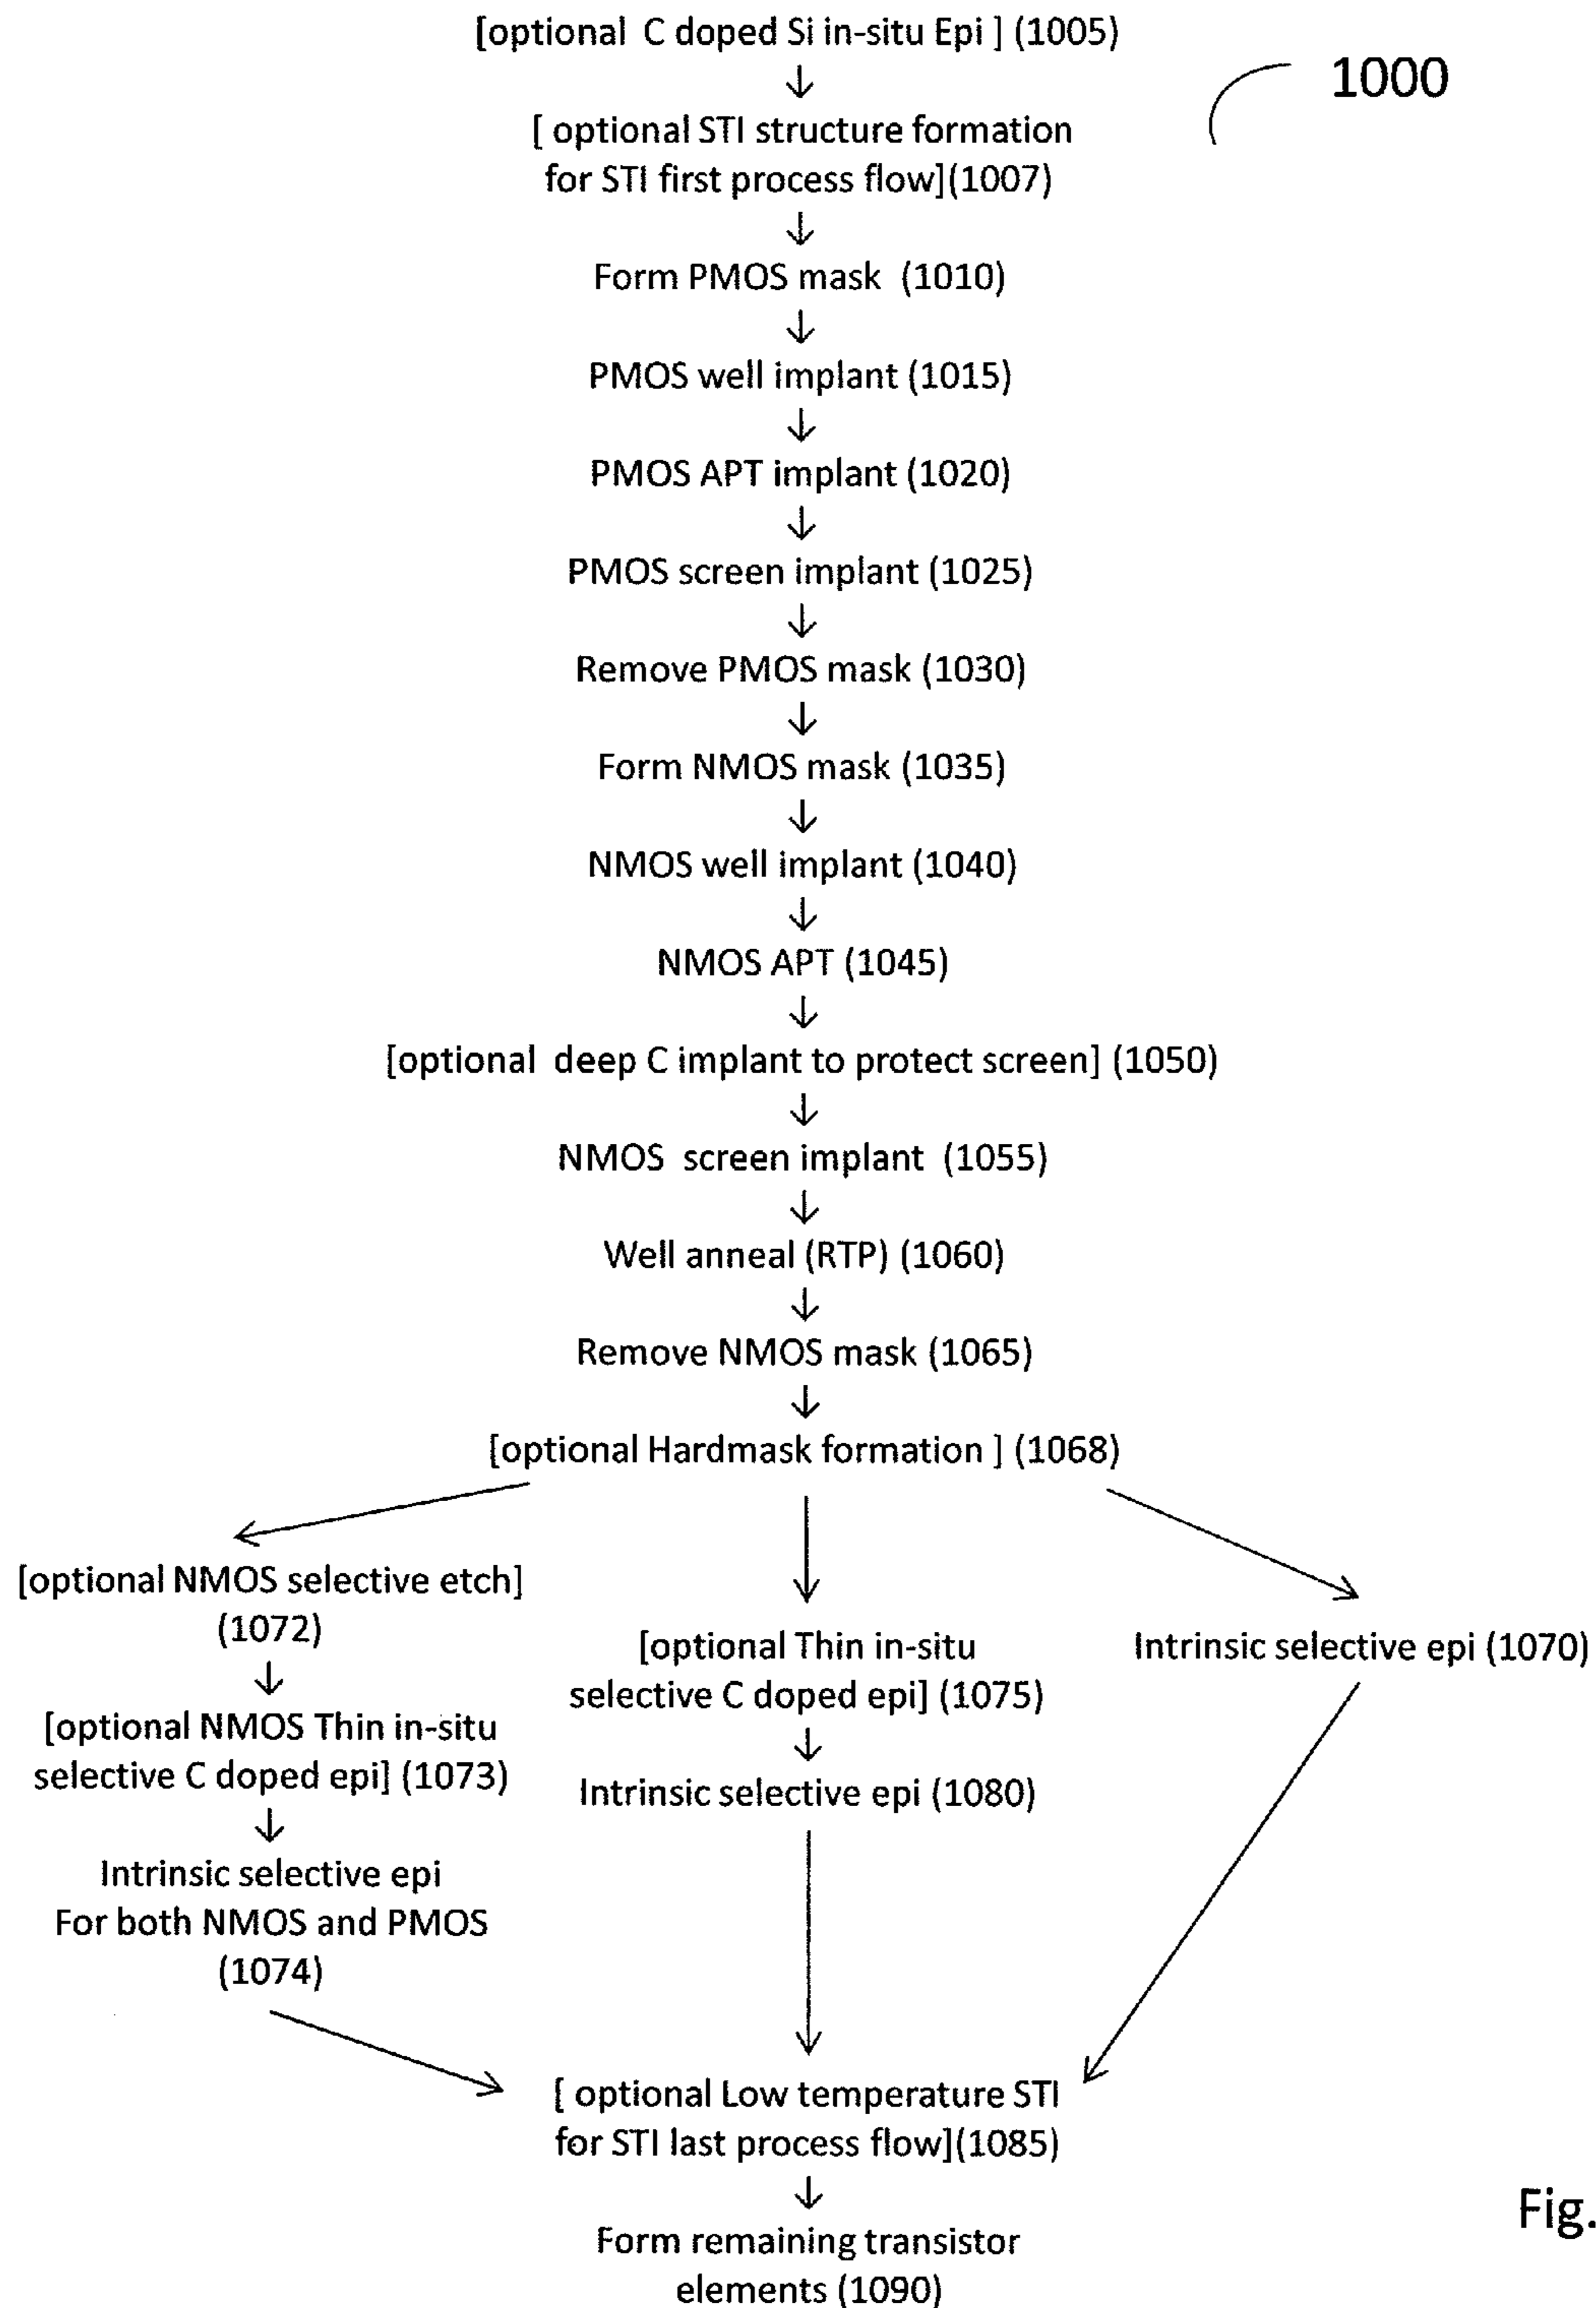 [optional C doped Si in-situ Epi ] (1005)
1000
[ optional STI structure formation
for STI first process flow](1007)
Form PMOS mask (1010)
PMOS well implant (1015)
PMOS APT implant (1020)
PMOS screen implant (1025)
Remove PMOS mask (1030)
Form NMOS mask (1035)
NMOS well implant (1040)
NMOS APT (1045)
[optional deep C implant to protect screen] (1050)
NMOS screen implant (1055)
Well anneal (RTP) (1060)
Remove NMOS mask (1065)
[optional Hardmask formation ] (1068)
[optional NMOS selective etch]
(1072)
[optional NMOS Thin in-situ
selective C doped epi] (1073)
Intrinsic selective epi
For both NMOS and PMOS
(1074)
[optional Thin in-situ
selective C doped epi] (1075)
Intrinsic selective epi (1080)
Intrinsic selective epi (1070)
[ optional Low temperature STI
for STI last process flow](1085)
Form remaining transistor
elements (1090)
Fig.